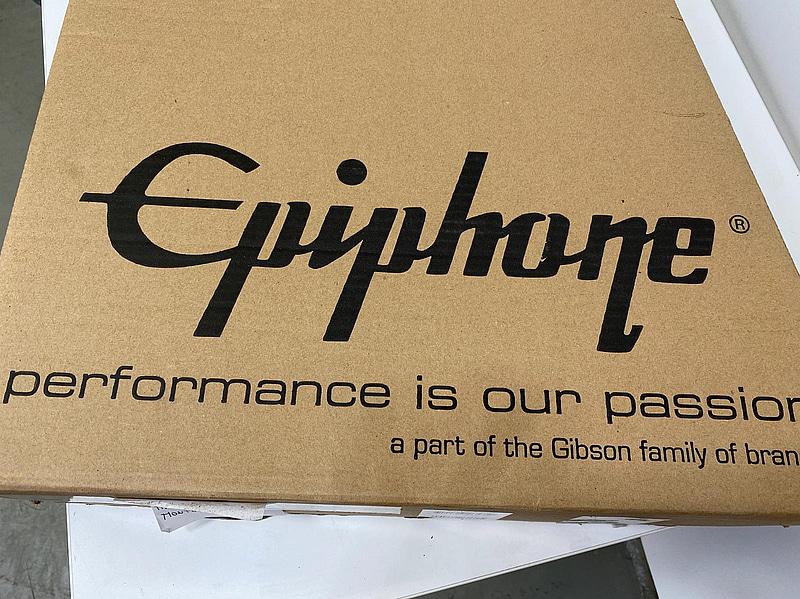 Epiphone®
performance is our passion
a part of the Gibson family of bran